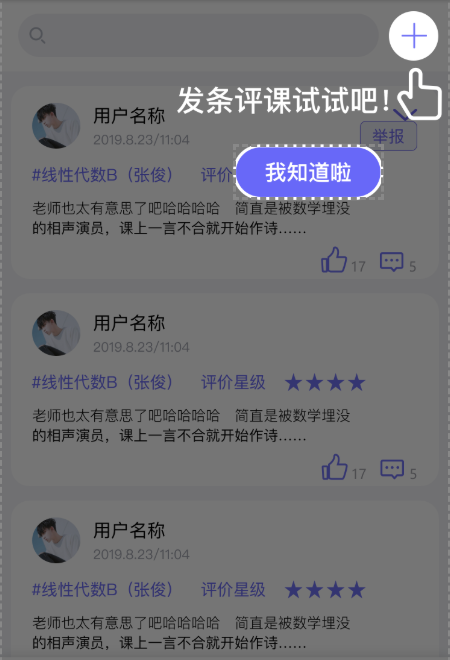 发条评课试试吧！
用户名称
2019.8.23/11:04
举报
#线性代数B（张俊） 评价
我知道啦
老师也太有意思了吧哈哈哈哈 简直是被数学埋没
的相声演员，课上一言不合就开始作诗......
17 5
用户名称
2019.8.23/11:04
#线性代数B（张俊） 评价星级 ★★★★
老师也太有意思了吧哈哈哈哈 简直是被数学埋没
的相声演员，课上一言不合就开始作诗......
17 5
用户名称
2019.8.23/11:04
#线性代数B（张俊） 评价星级 ★★★★
老师也太有意思了吧哈哈哈哈 简直是被数学埋没
的相声演员，课上一言不合就开始作诗......